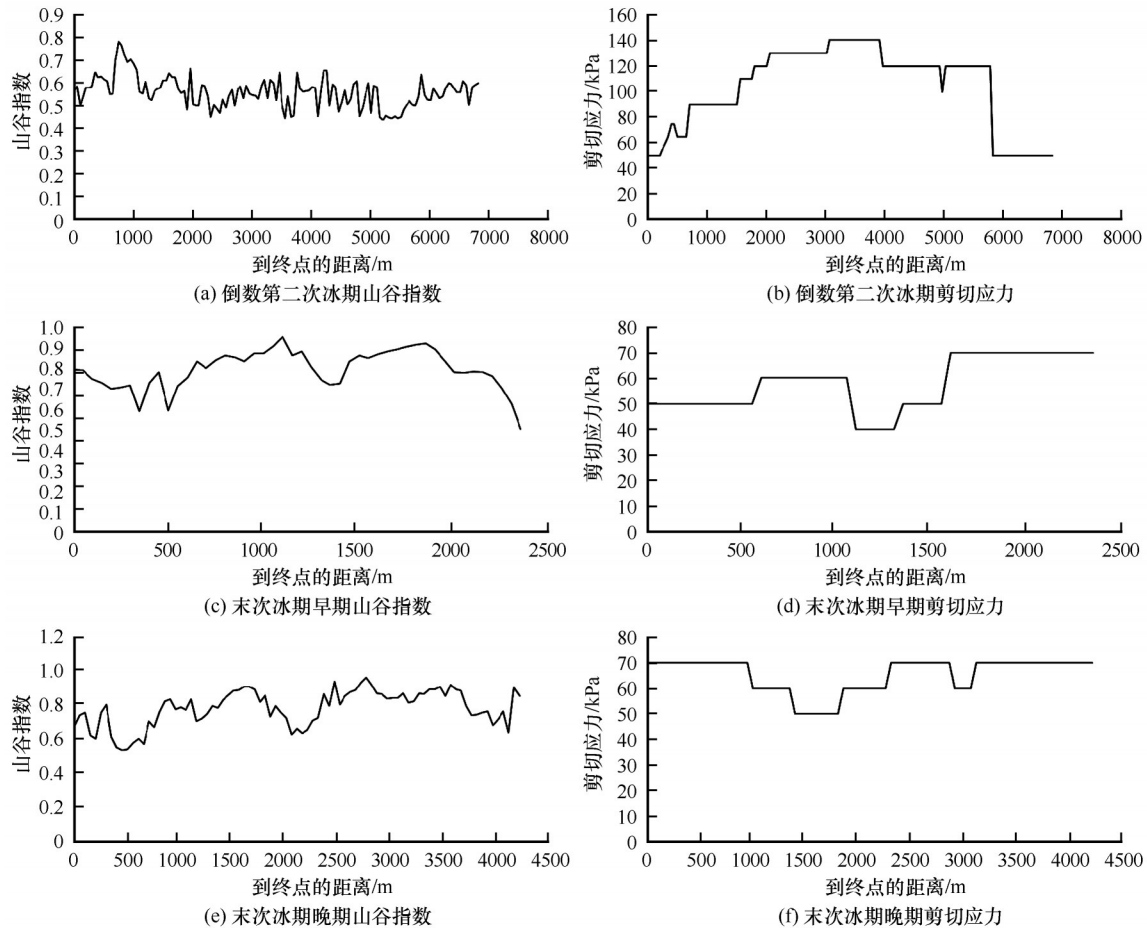 0.9
0.8
0.7
0.6
0.5
0.4
0.3
0.2
0.1
0
山谷指数
0 1000 2000 3000 4000 5000 6000 7000 8000
到终点的距离/m
(a) 倒数第二次冰期山谷指数
160
140
120
100
80
60
40
20
0
剪切应力/kPa
0 1000 2000 3000 4000 5000 6000 7000 8000
到终点的距离/m
(b) 倒数第二次冰期剪切应力
1.0
0.9
0.8
0.7
0.6
0.5
0.4
0.3
0.2
0.1
0
山谷指数
0 500 1000 1500 2000 2500
到终点的距离/m
(c) 末次冰期早期山谷指数
80
70
60
50
40
30
20
10
0
剪切应力/kPa
0 500 1000 1500 2000 2500
到终点的距离/m
(d) 末次冰期早期剪切应力
1.2
1.0
0.8
0.6
0.4
0.2
0
山谷指数
0 500 1000 1500 2000 2500 3000 3500 4000 4500
到终点的距离/m
(e) 末次冰期晚期山谷指数
80
70
60
50
40
30
20
10
0
剪切应力/kPa
0 500 1000 1500 2000 2500 3000 3500 4000 4500
到终点的距离/m
(f) 末次冰期晚期剪切应力